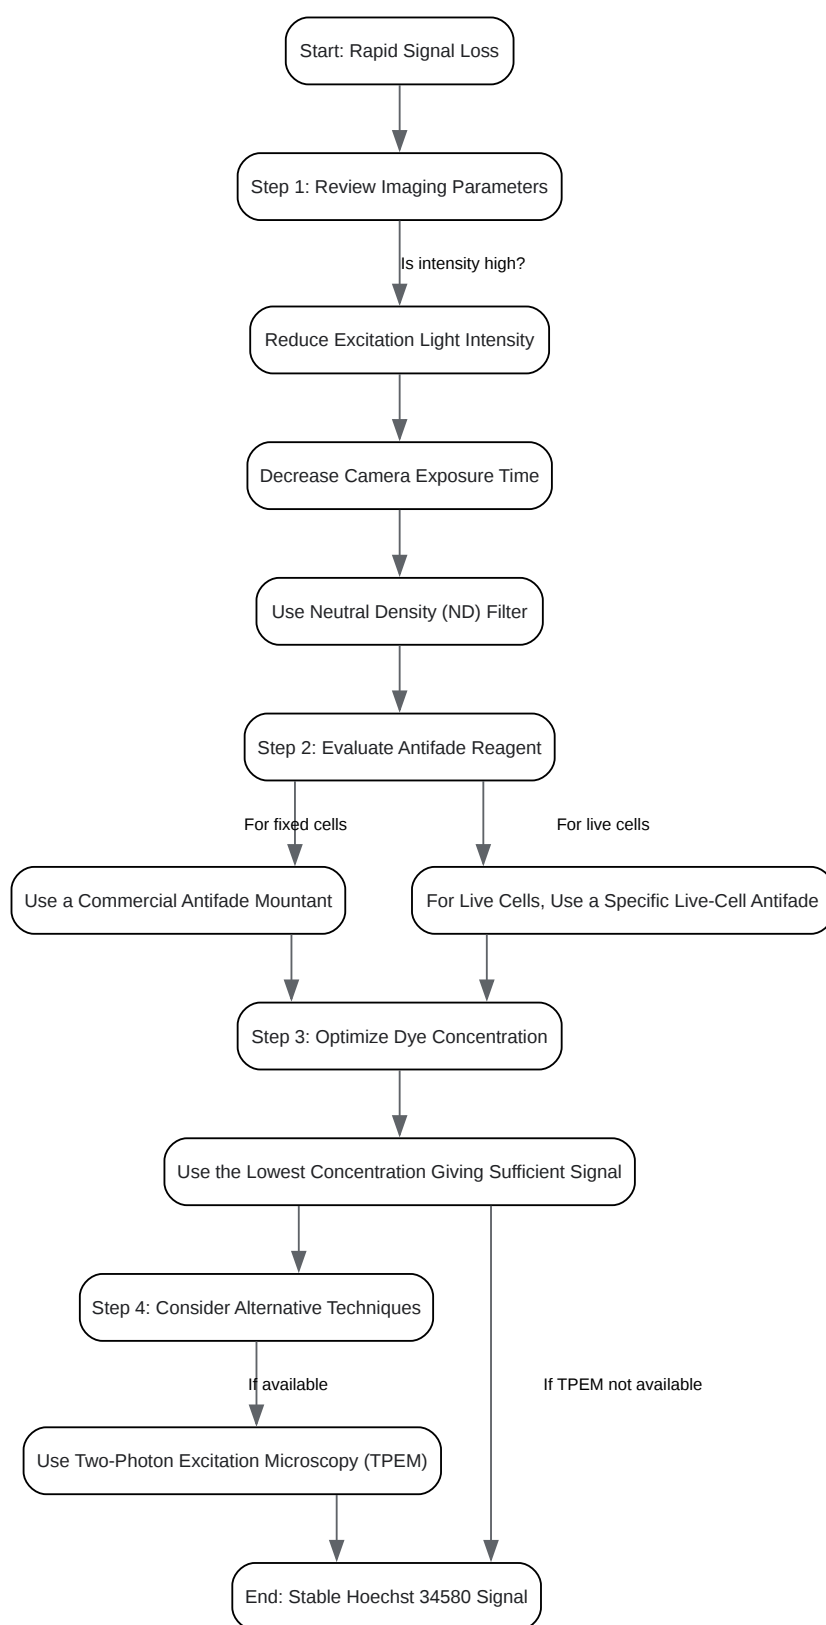 Start: Rapid Signal Loss
Step 1: Review Imaging Parameters
Is intensity high?
Reduce Excitation Light Intensity
Decrease Camera Exposure Time
Use Neutral Density (ND) Filter
Step 2: Evaluate Antifade Reagent
For fixed cells
For live cells
Use a Commercial Antifade Mountant
For Live Cells, Use a Specific Live-Cell Antifade
Step 3: Optimize Dye Concentration
Use the Lowest Concentration Giving Sufficient Signal
Step 4: Consider Alternative Techniques
If available
If TPEM not available
Use Two-Photon Excitation Microscopy (TPEM)
End: Stable Hoechst 34580 Signal